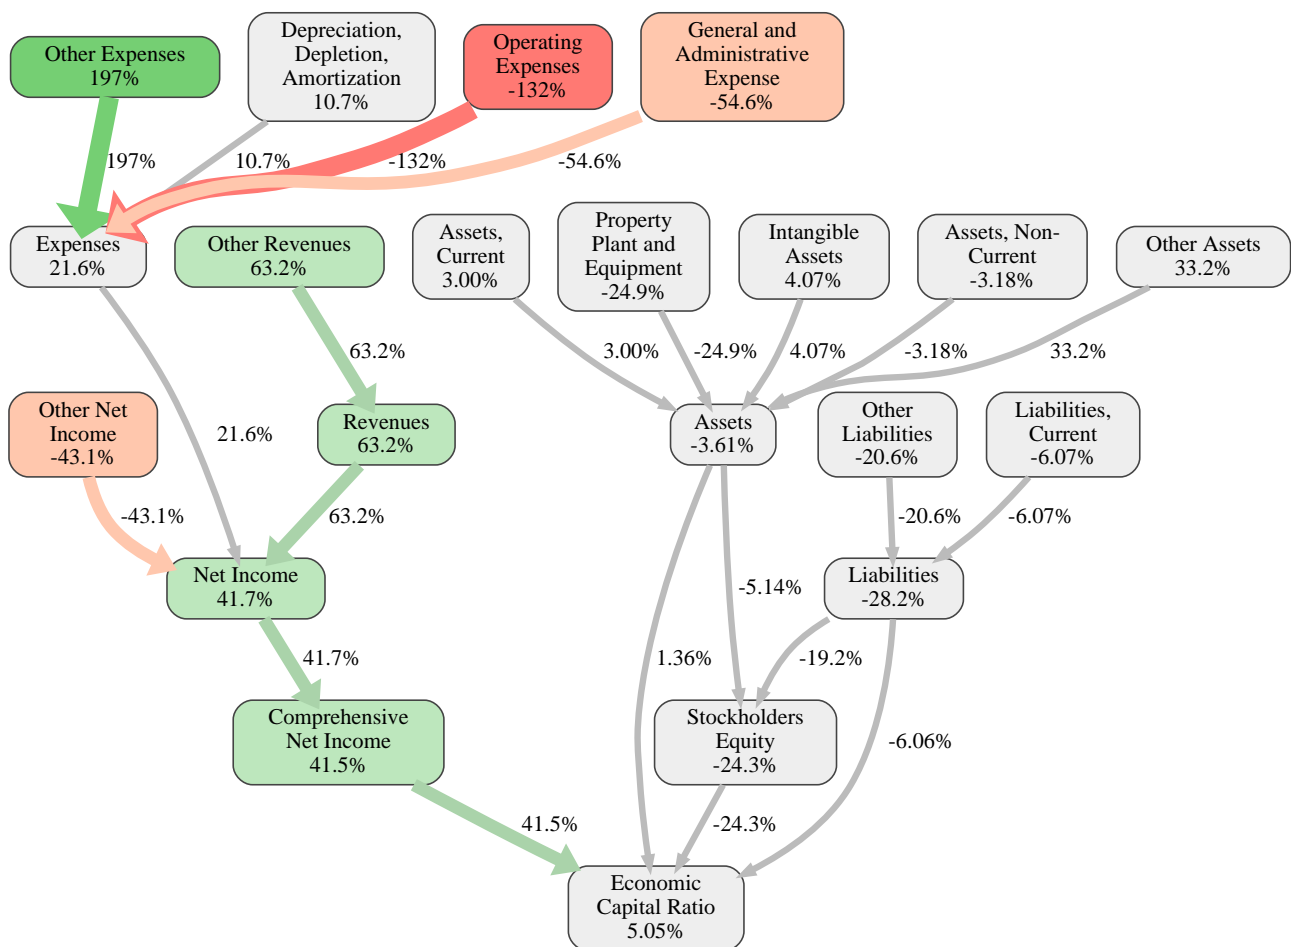 Other Expenses
197%
Depreciation,
Depletion,
Amortization
10.7%
Operating
Expenses
-132%
General and
Administrative
Expense
-54.6%
197%
10.7%
-132%
-54.6%
Expenses
21.6%
Other Revenues
63.2%
Assets,
Current
3.00%
Property
Plant and
Equipment
-24.9%
Intangible
Assets
4.07%
Assets, Non-
Current
-3.18%
Other Assets
33.2%
63.2%
3.00%
-24.9%
4.07%
-3.18%
33.2%
Other Net
Income
-43.1%
21.6%
Revenues
63.2%
Assets
-3.61%
Other
Liabilities
-20.6%
Liabilities,
Current
-6.07%
-43.1%
63.2%
-20.6%
-6.07%
Net Income
41.7%
-5.14%
Liabilities
-28.2%
41.7%
1.36%
-19.2%
Comprehensive
Net Income
41.5%
Stockholders
Equity
-24.3%
-6.06%
41.5%
-24.3%
Economic
Capital Ratio
5.05%